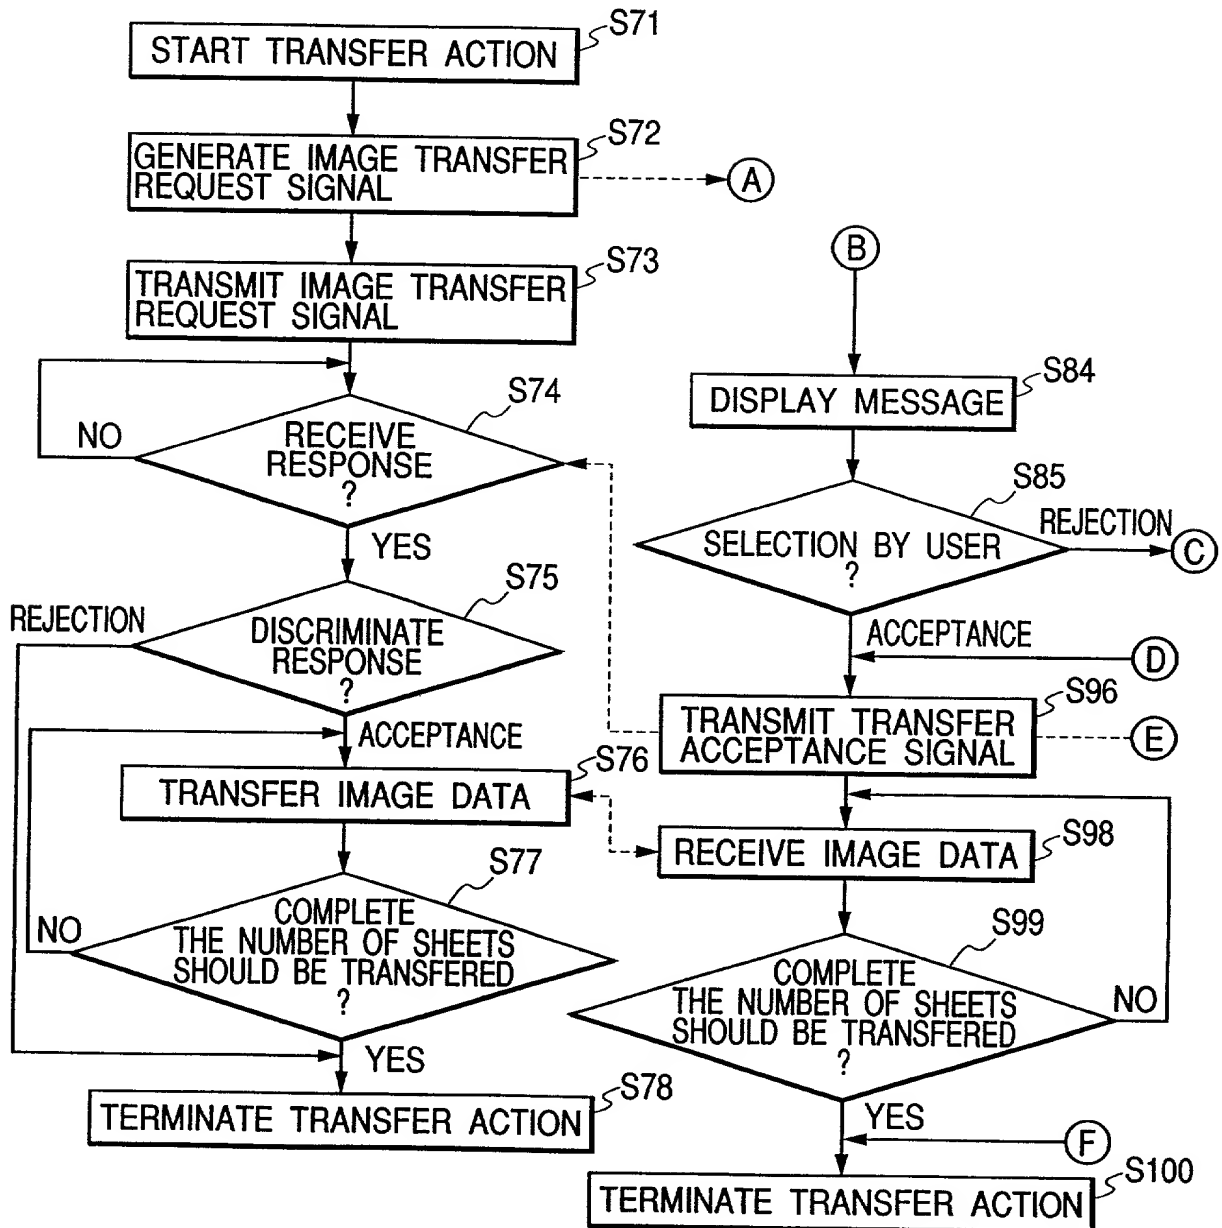 S71
START TRANSFER ACTION
S72
GENERATE IMAGE TRANSFER
REQUEST SIGNAL
A
S73
TRANSMIT IMAGE TRANSFER
REQUEST SIGNAL
S74
NO
RECEIVE
RESPONSE
?
YES
S75
REJECTION
DISCRIMINATE
RESPONSE
?
ACCEPTANCE
S76
TRANSFER IMAGE DATA
S77
NO
COMPLETE
THE NUMBER OF SHEETS
SHOULD BE TRANSFERED
?
YES
S78
TERMINATE TRANSFER ACTION
B
S84
DISPLAY MESSAGE
S85
SELECTION BY USER
?
REJECTION
C
ACCEPTANCE
D
S96
TRANSMIT TRANSFER
ACCEPTANCE SIGNAL
E
S98
RECEIVE IMAGE DATA
S99
COMPLETE
THE NUMBER OF SHEETS
SHOULD BE TRANSFERED
?
NO
YES
F
S100
TERMINATE TRANSFER ACTION